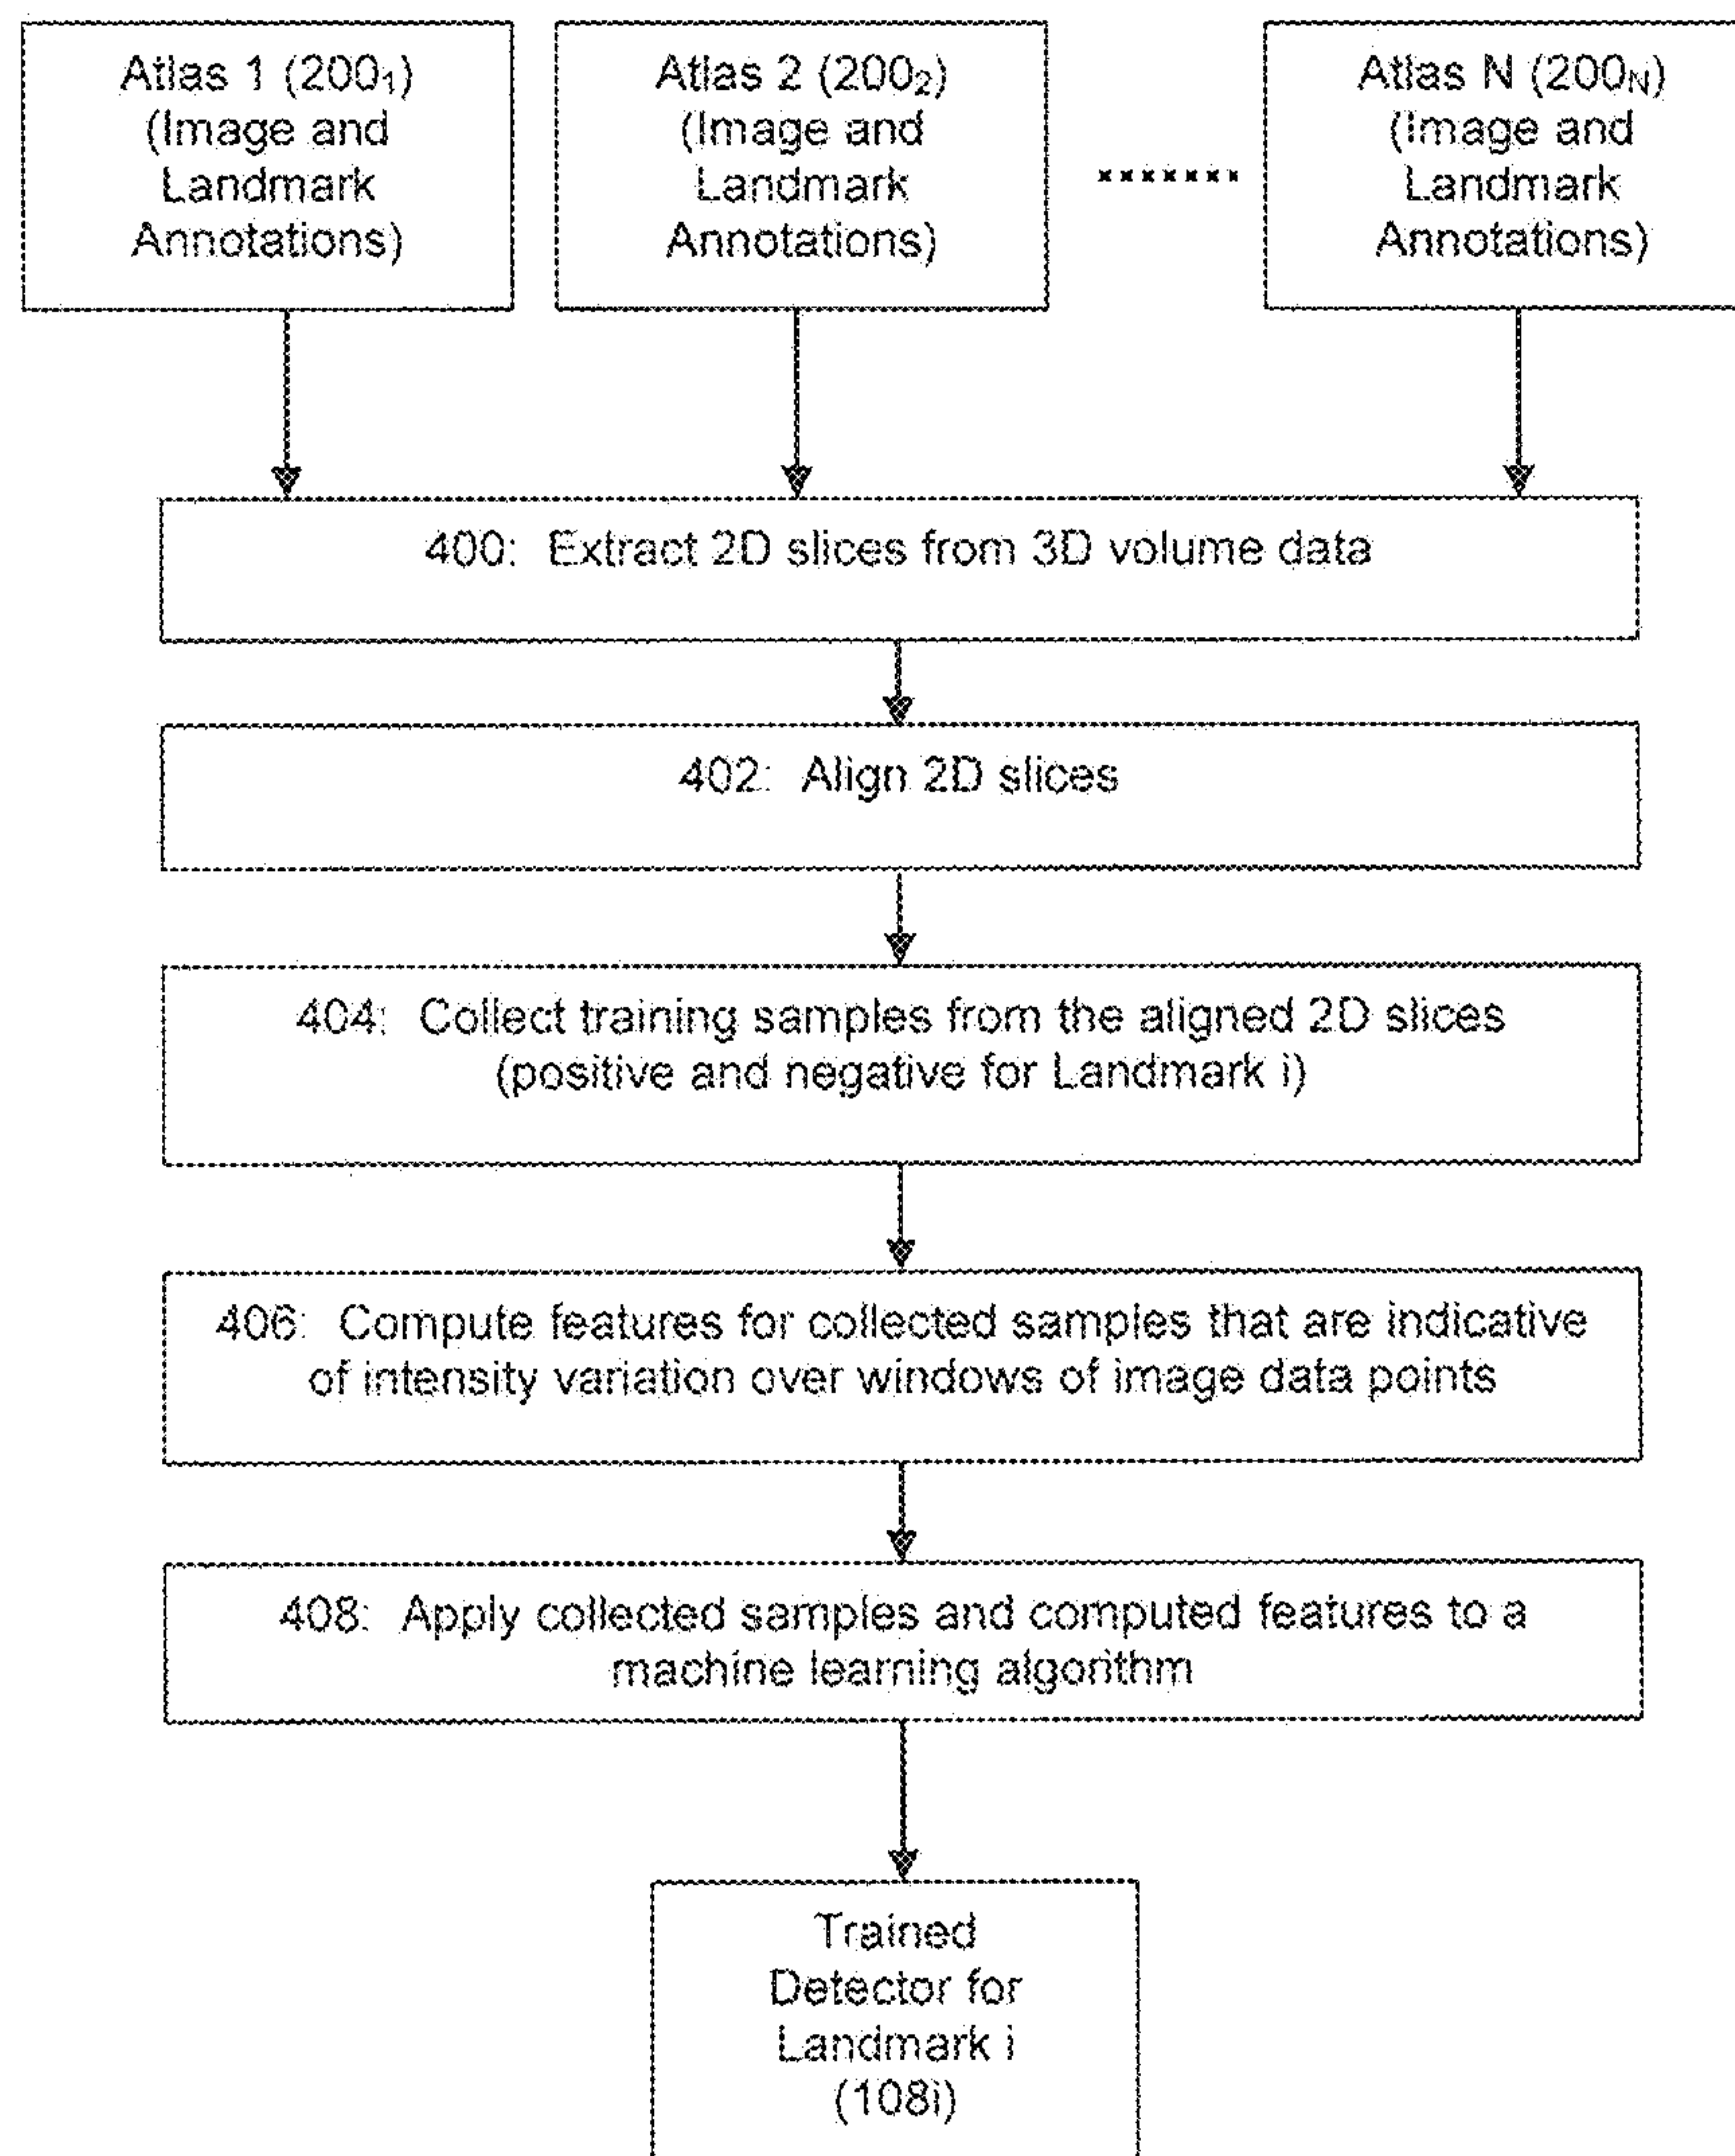 Atlas 1 (200₁)
(Image and
Landmark
Annotations)
Atlas 2 (200₂)
(Image and
Landmark
Annotations)
Atlas N (200N)
(Image and
Landmark
Annotations)
400: Extract 2D slices from 3D volume data
402: Align 2D slices
404: Collect training samples from the aligned 2D slices
(positive and negative for Landmark i)
406: Compute features for collected samples that are indicative
of intensity variation over windows of image data points
408: Apply collected samples and computed features to a
machine learning algorithm
Trained
Detector for
Landmark i
(108i)